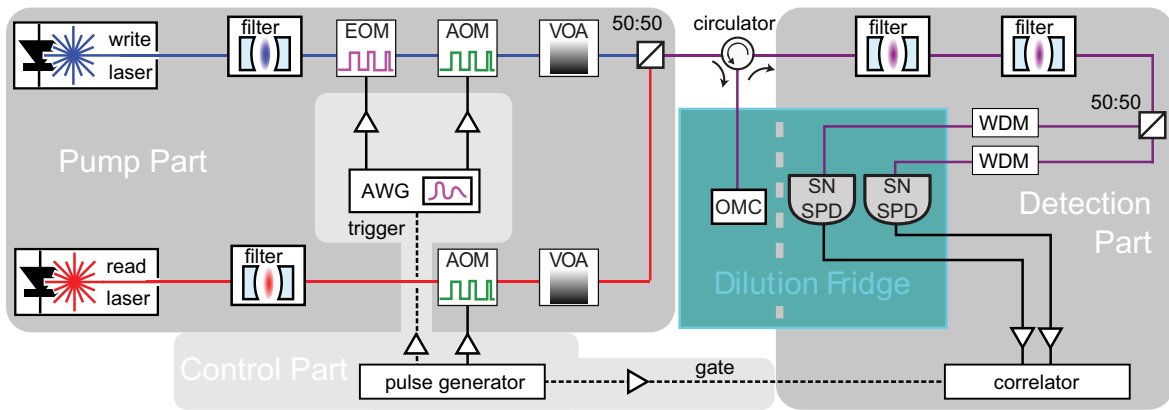 write
laser
filter
EOM
AOM
VOA
50:50
circulator
filter
filter
50:50
WDM
WDM
Pump Part
AWG
trigger
OMC
SN
SPD
SN
SPD
Detection
Part
read
laser
filter
AOM
VOA
Dilution Fridge
Control Part
pulse generator
gate
correlator